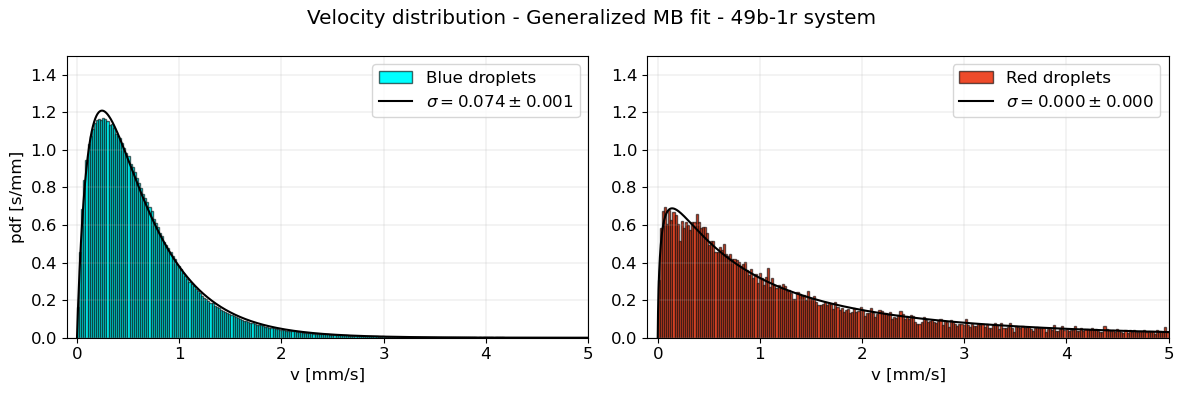 Velocity distribution - Generalized MB fit - 49b-1r system
pdf [s/mm]
1.4
1.2
1.0
0.8
0.6
0.4
0.2
0.0
0 1 2 3 4 5
v [mm/s]
Blue droplets
σ = 0.074 ± 0.001
1.4
1.2
1.0
0.8
0.6
0.4
0.2
0.0
0 1 2 3 4 5
v [mm/s]
Red droplets
σ = 0.000 ± 0.000